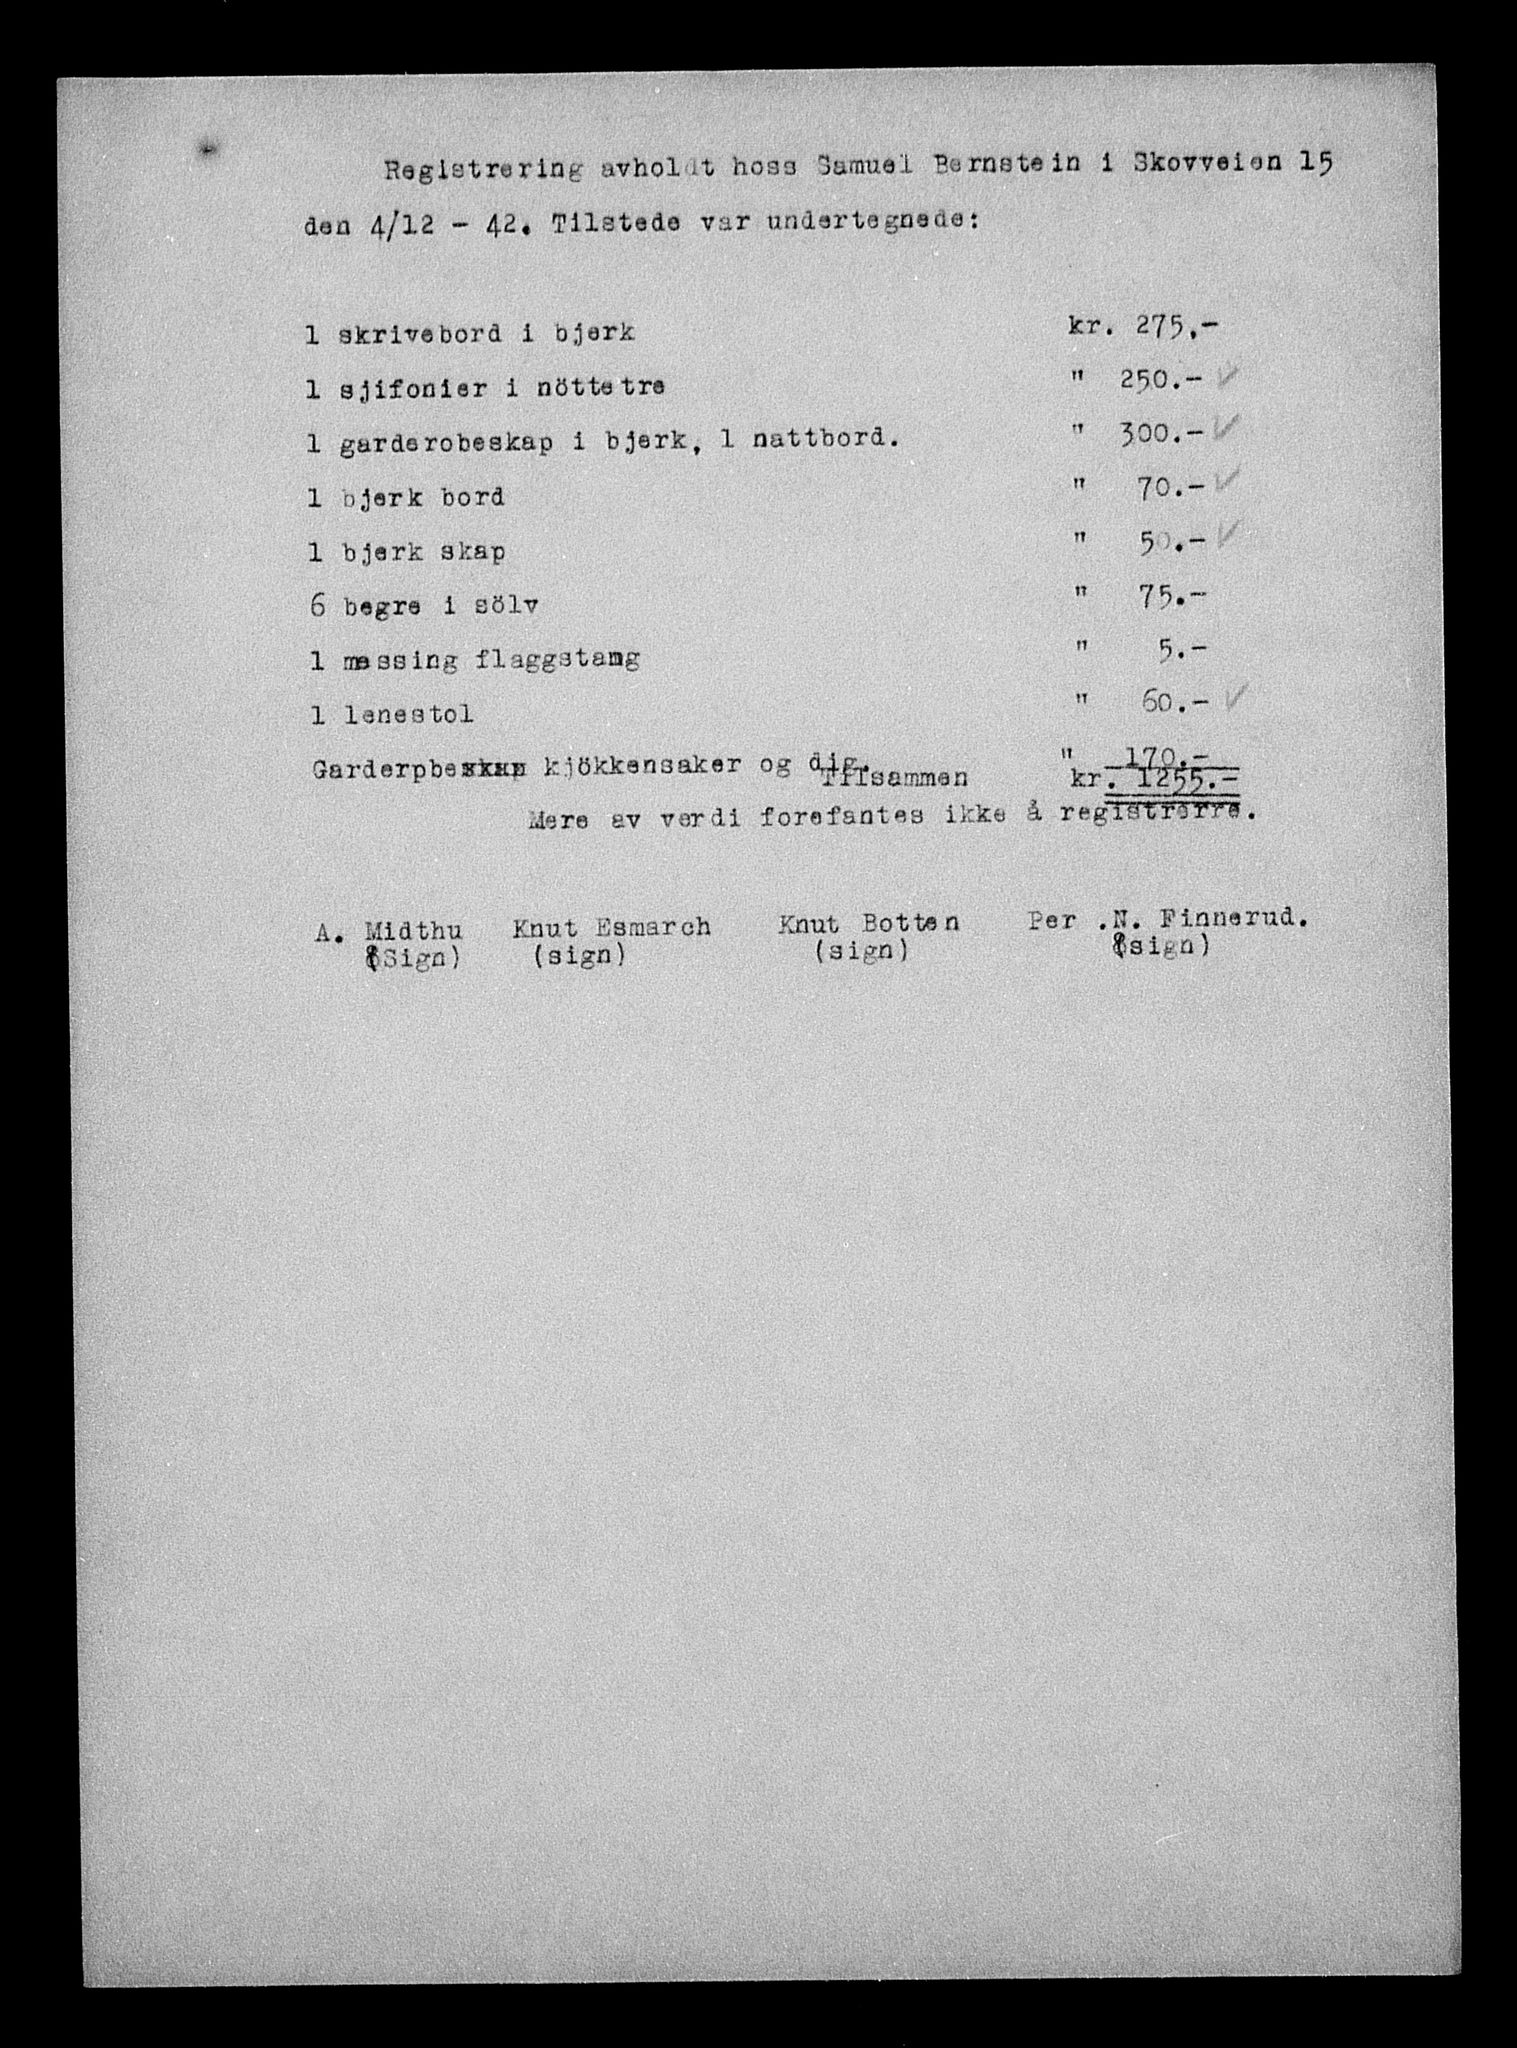 Registrering avholdt hoss Samuel Bernstein i Skovveien 15
den 4/12 - 42. Tilstede var undertegnede:
1 skrivebord i bjerk kr. 275,-
1 sjifonier i nöttetre " 250.- ✓
1 garderobeskap i bjerk, 1 nattbord. " 300.- ✓
1 bjerk bord " 70.- ✓
1 bjerk skap " 50.- ✓
6 begre i sölv " 75.-
1 messing flaggstang " 5.-
1 lenestol " 60.- ✓
Garderpbeskap kjökkensaker og dig. " 170.-
Tilsammen kr. 1255.-
Mere av verdi forefantes ikke å registrerre.
A. Midthu Knut Esmarch Knut Botten Per .N. Finnerud.
(Sign) (sign) (sign) (sign)